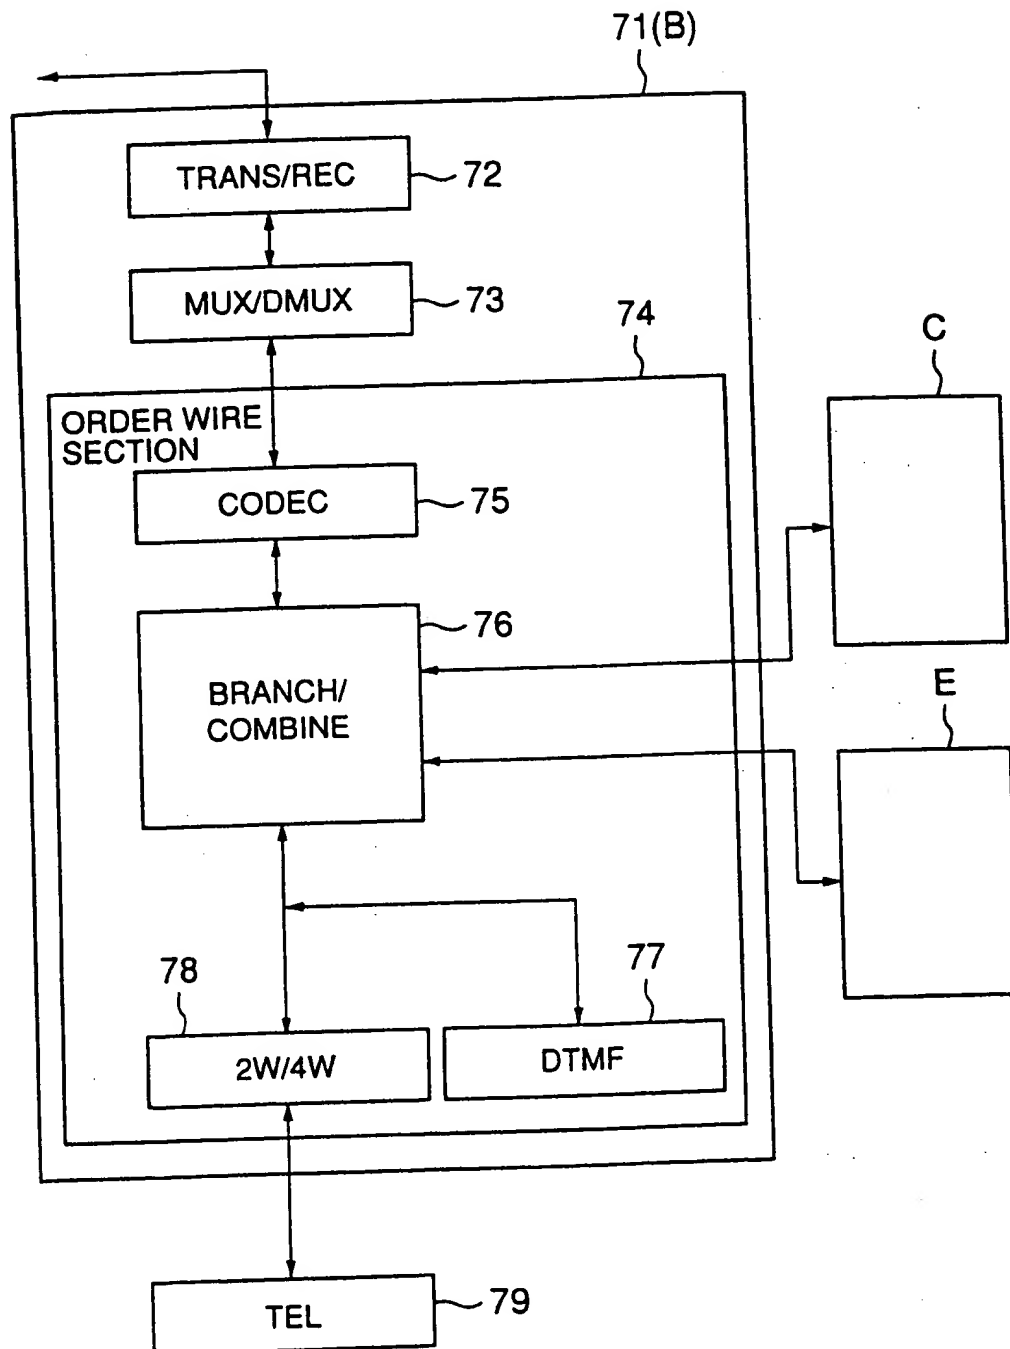 71(B)
TRANS/REC
72
MUX/DMUX
73
74
C
ORDER WIRE
SECTION
CODEC
75
76
BRANCH/
COMBINE
E
78
77
2W/4W
DTMF
TEL
79